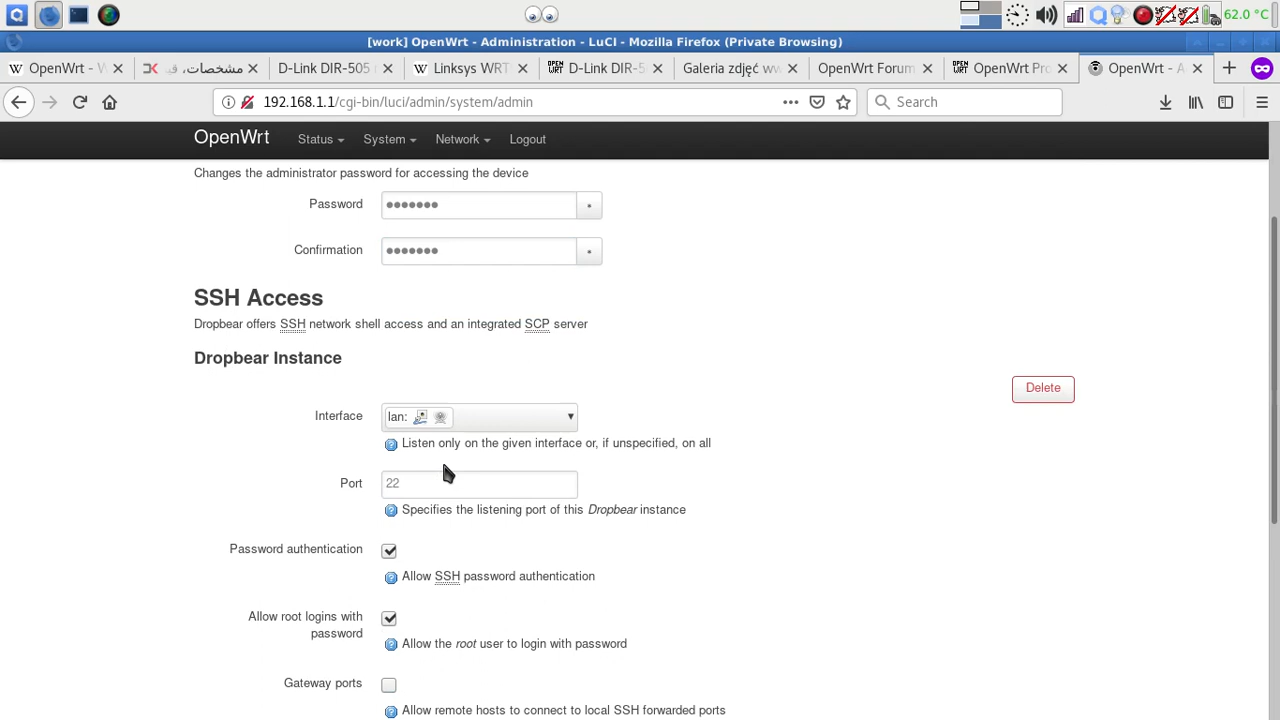 62.0 °C
[work] OpenWrt - Administration - LuCI - Mozilla Firefox (Private Browsing)
OpenWrt - W
مشخصات، قی
D-Link DIR-505
Linksys WRT
D-Link DIR-5
Galeria zdjęć ww
OpenWrt Forum
OpenWrt Pro
OpenWrt - A
192.168.1.1/cgi-bin/luci/admin/system/admin
Search
OpenWrt Status System Network Logout
Changes the administrator password for accessing the device
Password
Confirmation
SSH Access
Dropbear offers SSH network shell access and an integrated SCP server
Dropbear Instance
Delete
Interface lan:
Listen only on the given interface or, if unspecified, on all
Port 22
Specifies the listening port of this Dropbear instance
Password authentication
Allow SSH password authentication
Allow root logins with
password
Allow the root user to login with password
Gateway ports
Allow remote hosts to connect to local SSH forwarded ports